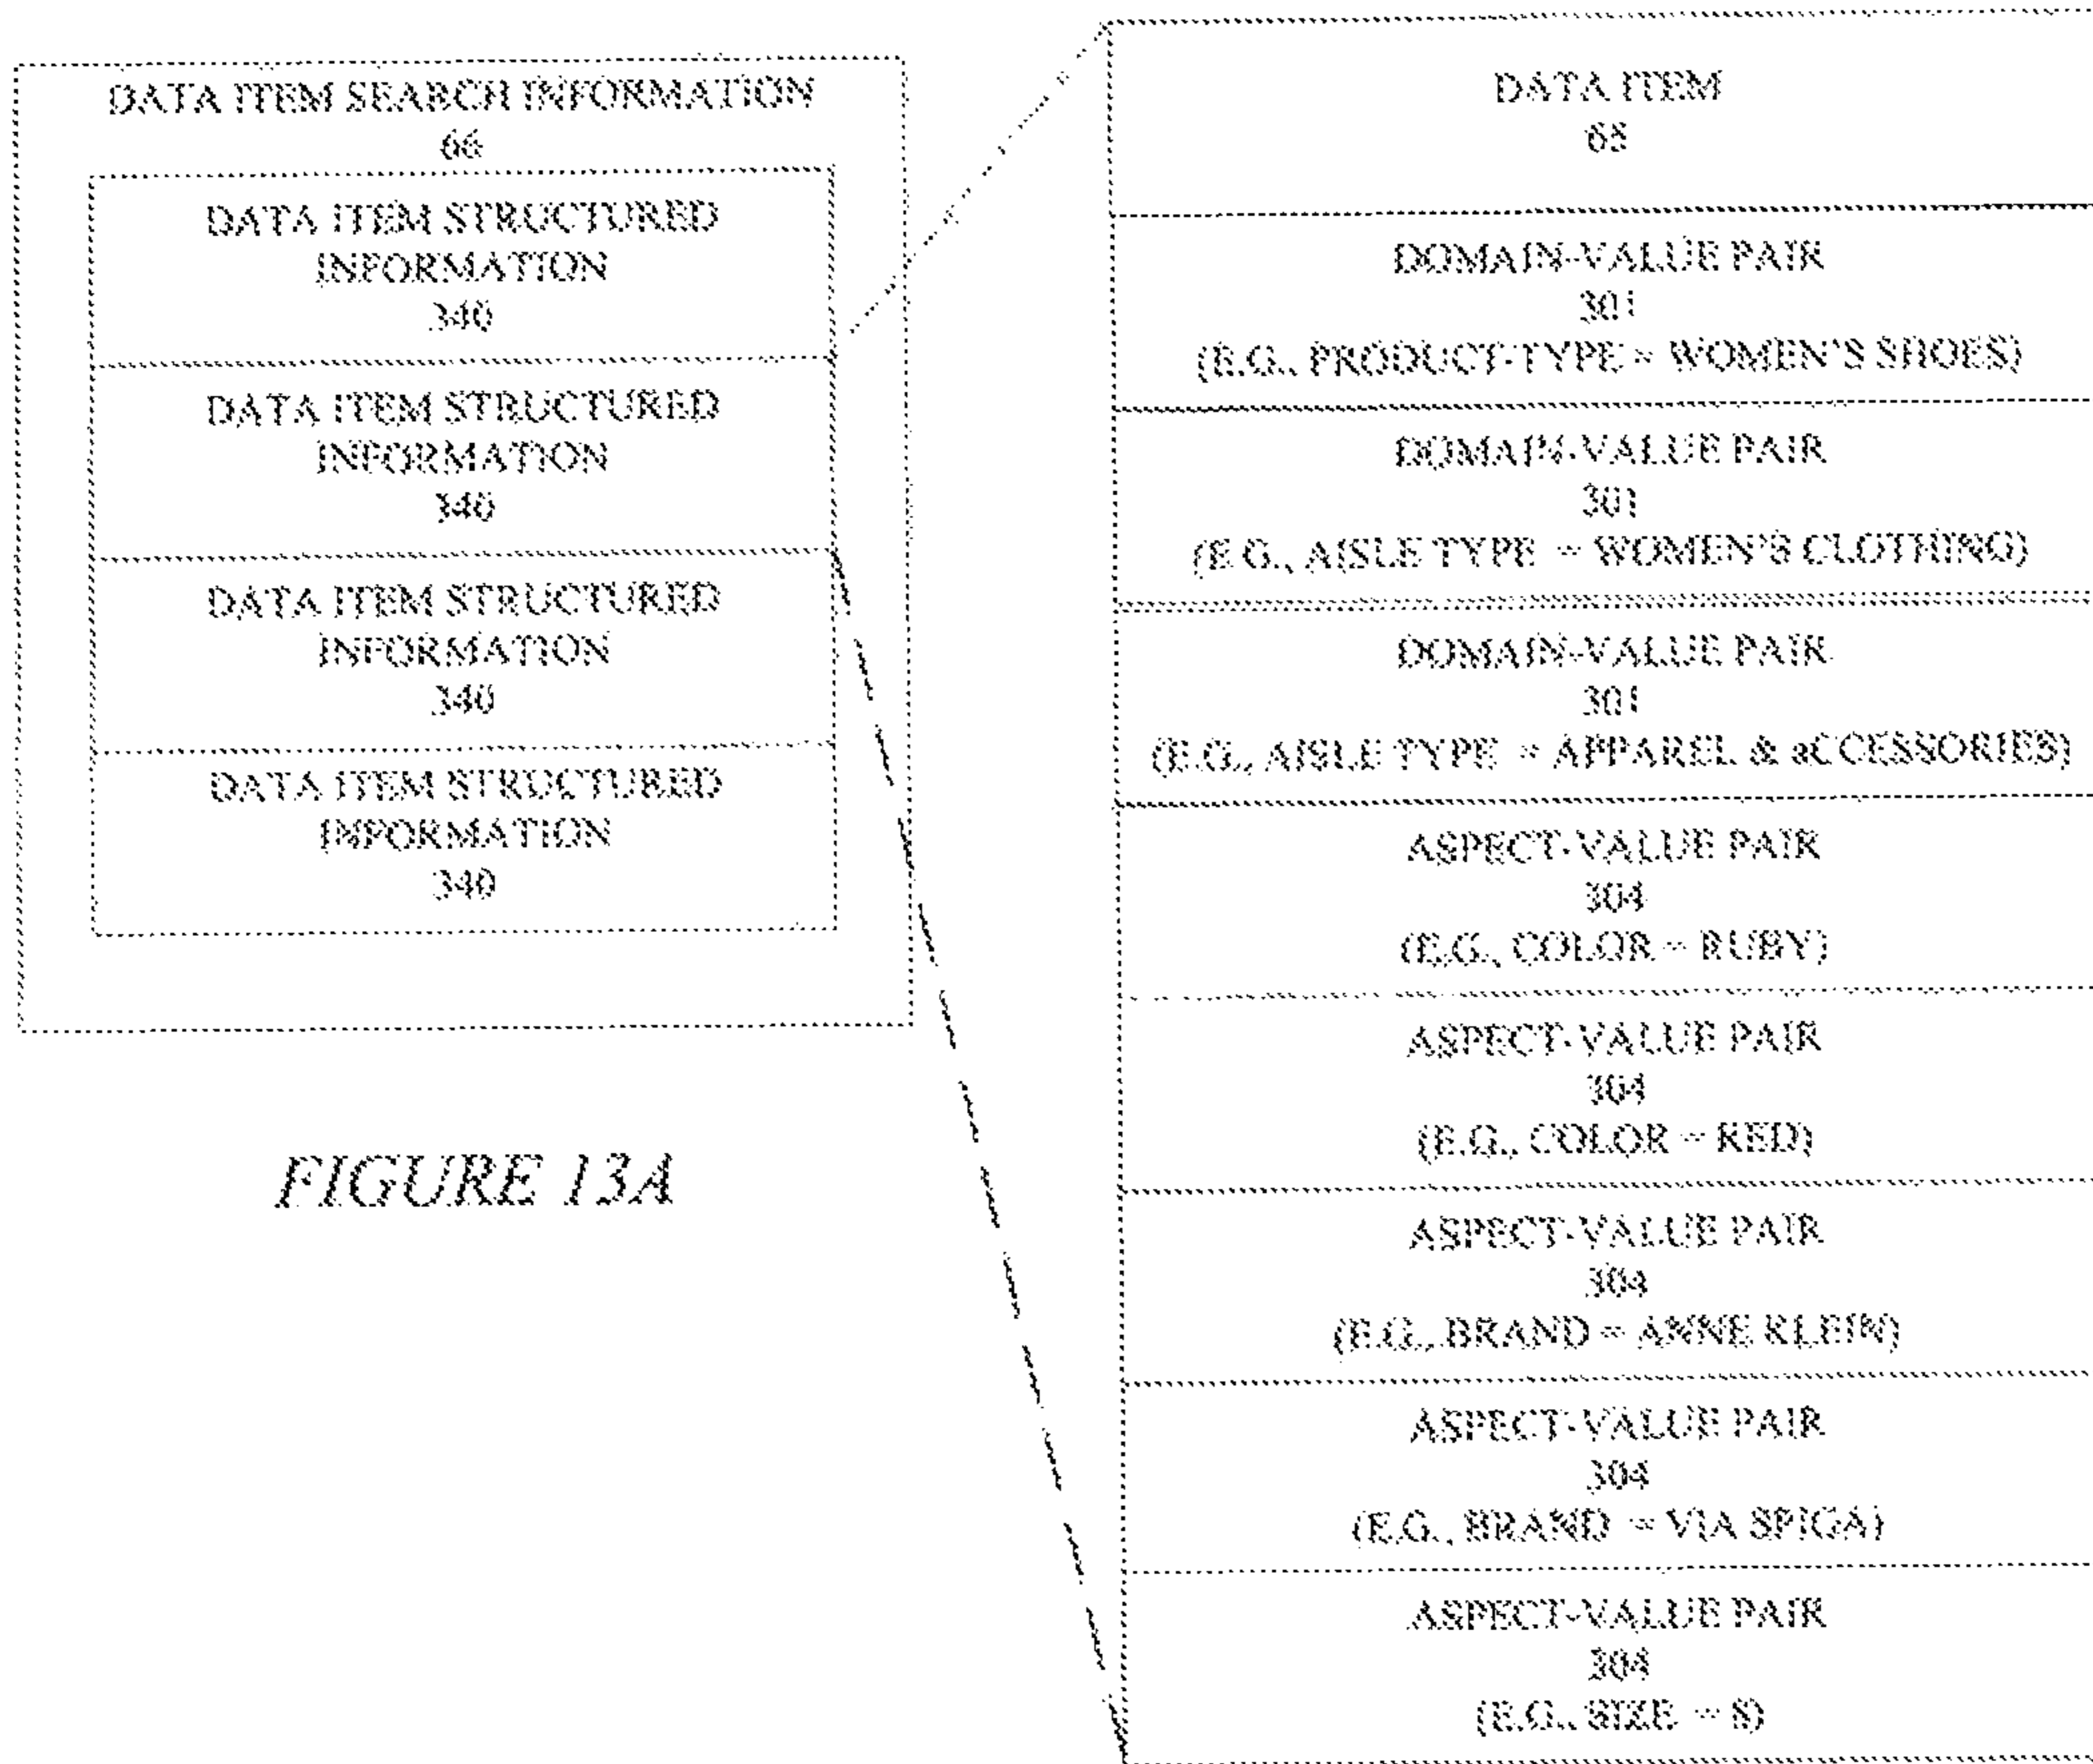 DATA ITEM SEARCH INFORMATION
66
DATA ITEM STRUCTURED
INFORMATION
340
DATA ITEM STRUCTURED
INFORMATION
340
DATA ITEM STRUCTURED
INFORMATION
340
DATA ITEM STRUCTURED
INFORMATION
340
FIGURE 13A
DATA ITEM
68
DOMAIN-VALUE PAIR
301
(E.G., PRODUCT-TYPE = WOMEN'S SHOES)
DOMAIN-VALUE PAIR
301
(E.G., AISLE TYPE = WOMEN'S CLOTHING)
DOMAIN-VALUE PAIR
301
(E.G., AISLE TYPE = APPAREL & aCCESSORIES)
ASPECT-VALUE PAIR
304
(E.G., COLOR = RUBY)
ASPECT-VALUE PAIR
304
(E.G., COLOR = RED)
ASPECT-VALUE PAIR
304
(E.G., BRAND = ANNE KLEIN)
ASPECT-VALUE PAIR
304
(E.G., BRAND = VIA SPIGA)
ASPECT-VALUE PAIR
304
(E.G., SIZE = 8)